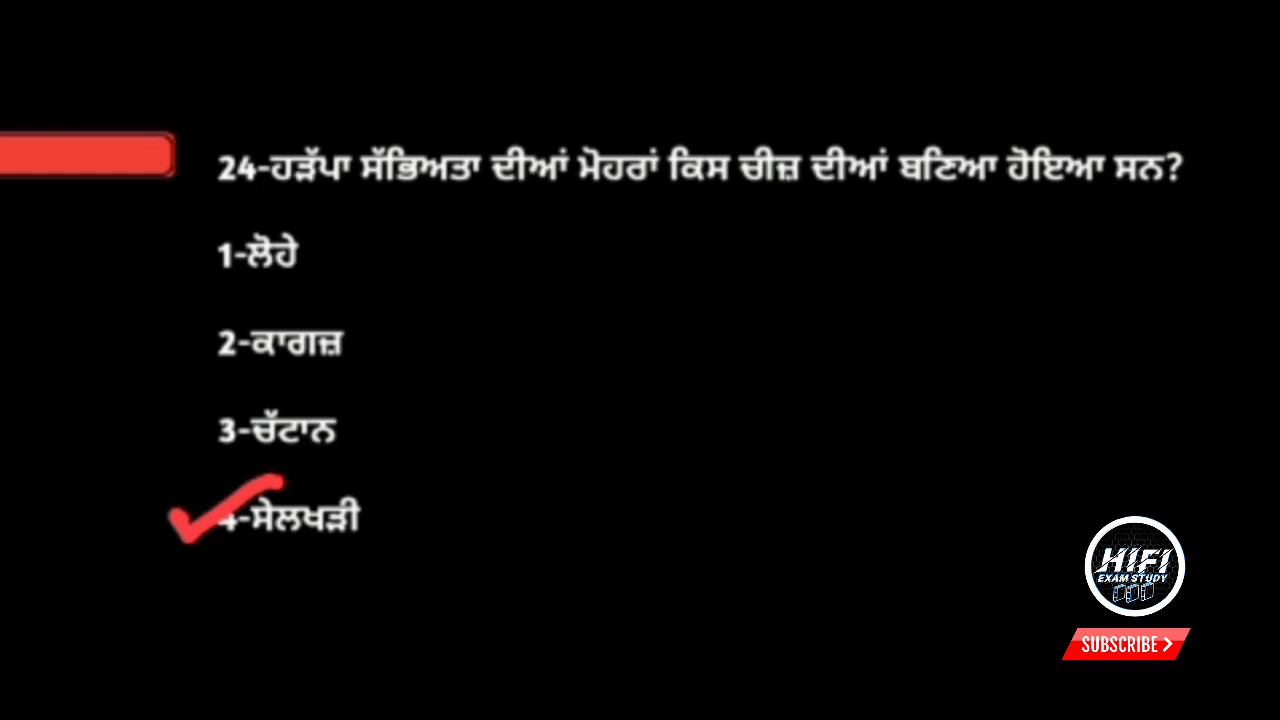 24-ਹੜੱਪਾ ਸੱਭਿਅਤਾ ਦੀਆਂ ਮੋਹਰਾਂ ਕਿਸ ਚੀਜ਼ ਦੀਆਂ ਬਣਿਆ ਹੋਇਆ ਸਨ?
1-ਲੋਹੇ
2-ਕਾਗਜ਼
3-ਚੱਟਾਨ
4-ਸੇਲਖੜੀ
HIFI
EXAM STUDY
SUBSCRIBE